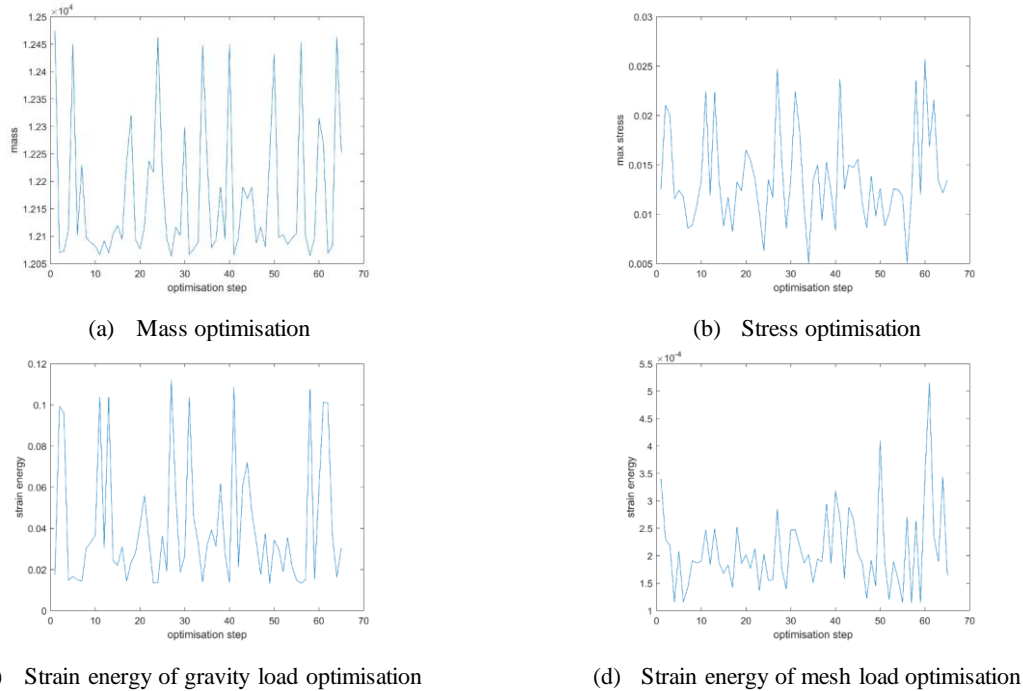 ×10⁴
1.25
1.245
1.24
1.235
1.23
1.225
1.22
1.215
1.21
1.205
mass
0 10 20 30 40 50 60 70
optimisation step
(a) Mass optimisation
0.03
0.025
0.02
0.015
0.01
0.005
max stress
0 10 20 30 40 50 60 70
optimisation step
(b) Stress optimisation
0.12
0.1
0.08
0.06
0.04
0.02
0
strain energy
0 10 20 30 40 50 60 70
optimisation step
) Strain energy of gravity load optimisation
×10⁻⁴
5.5
5
4.5
4
3.5
3
2.5
2
1.5
1
strain energy
0 10 20 30 40 50 60 70
optimisation step
(d) Strain energy of mesh load optimisation